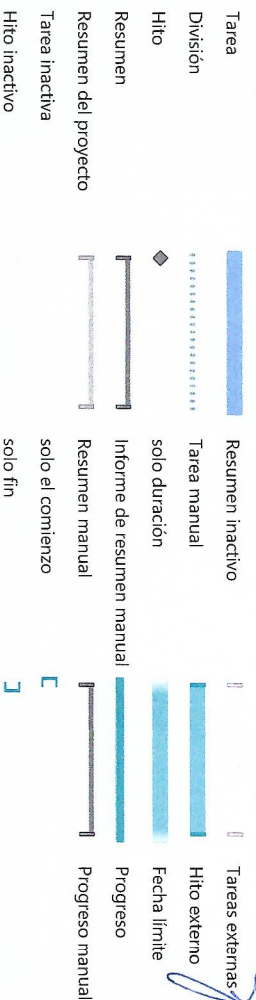 Tarea
División
Hito
Resumen
Resumen del proyecto
Tarea inactiva
Hito inactivo
Resumen inactivo
Tarea manual
solo duración
Informe de resumen manual
Resumen manual
solo el comienzo
solo fin
Tareas externas
Hito externo
Fecha límite
Progreso
Progreso manual